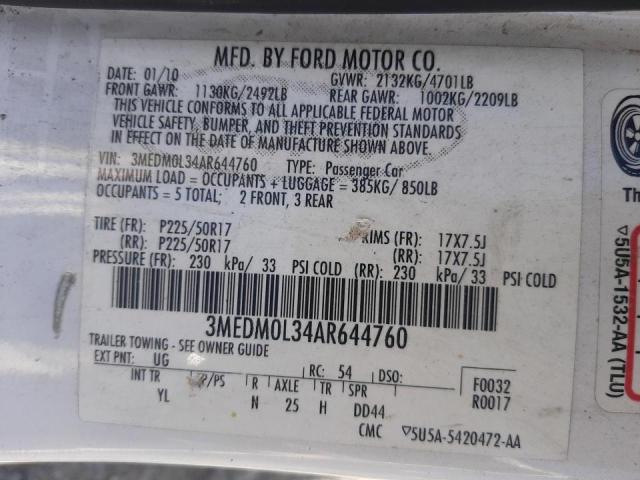 MFD. BY FORD MOTOR CO.
DATE: 01/10 GVWR: 2132KG/4701LB
FRONT GAWR: 1130KG/2492LB REAR GAWR: 1002KG/2209LB
THIS VEHICLE CONFORMS TO ALL APPLICABLE FEDERAL MOTOR
VEHICLE SAFETY, BUMPER, AND THEFT PREVENTION STANDARDS
IN EFFECT ON THE DATE OF MANUFACTURE SHOWN ABOVE.
VIN: 3MEDM0L34AR644760 TYPE: Passenger Car
MAXIMUM LOAD = OCCUPANTS + LUGGAGE = 385KG/ 850LB
OCCUPANTS = 5 TOTAL; 2 FRONT, 3 REAR
TIRE (FR): P225/50R17 RIMS (FR): 17X7.5J
(RR): P225/50R17 (RR): 17X7.5J
PRESSURE (FR): 230 kPa/ 33 PSI COLD (RR): 230 kPa/ 33 PSI COLD
3MEDM0L34AR644760
TRAILER TOWING - SEE OWNER GUIDE
EXT PNT: UG RC: 54 DSO: F0032
INT TR TP/PS R AXLE TR SPR R0017
YL N 25 H DD44
CMC 5U5A-5420472-AA
5U5A-1532-AA (TLU)